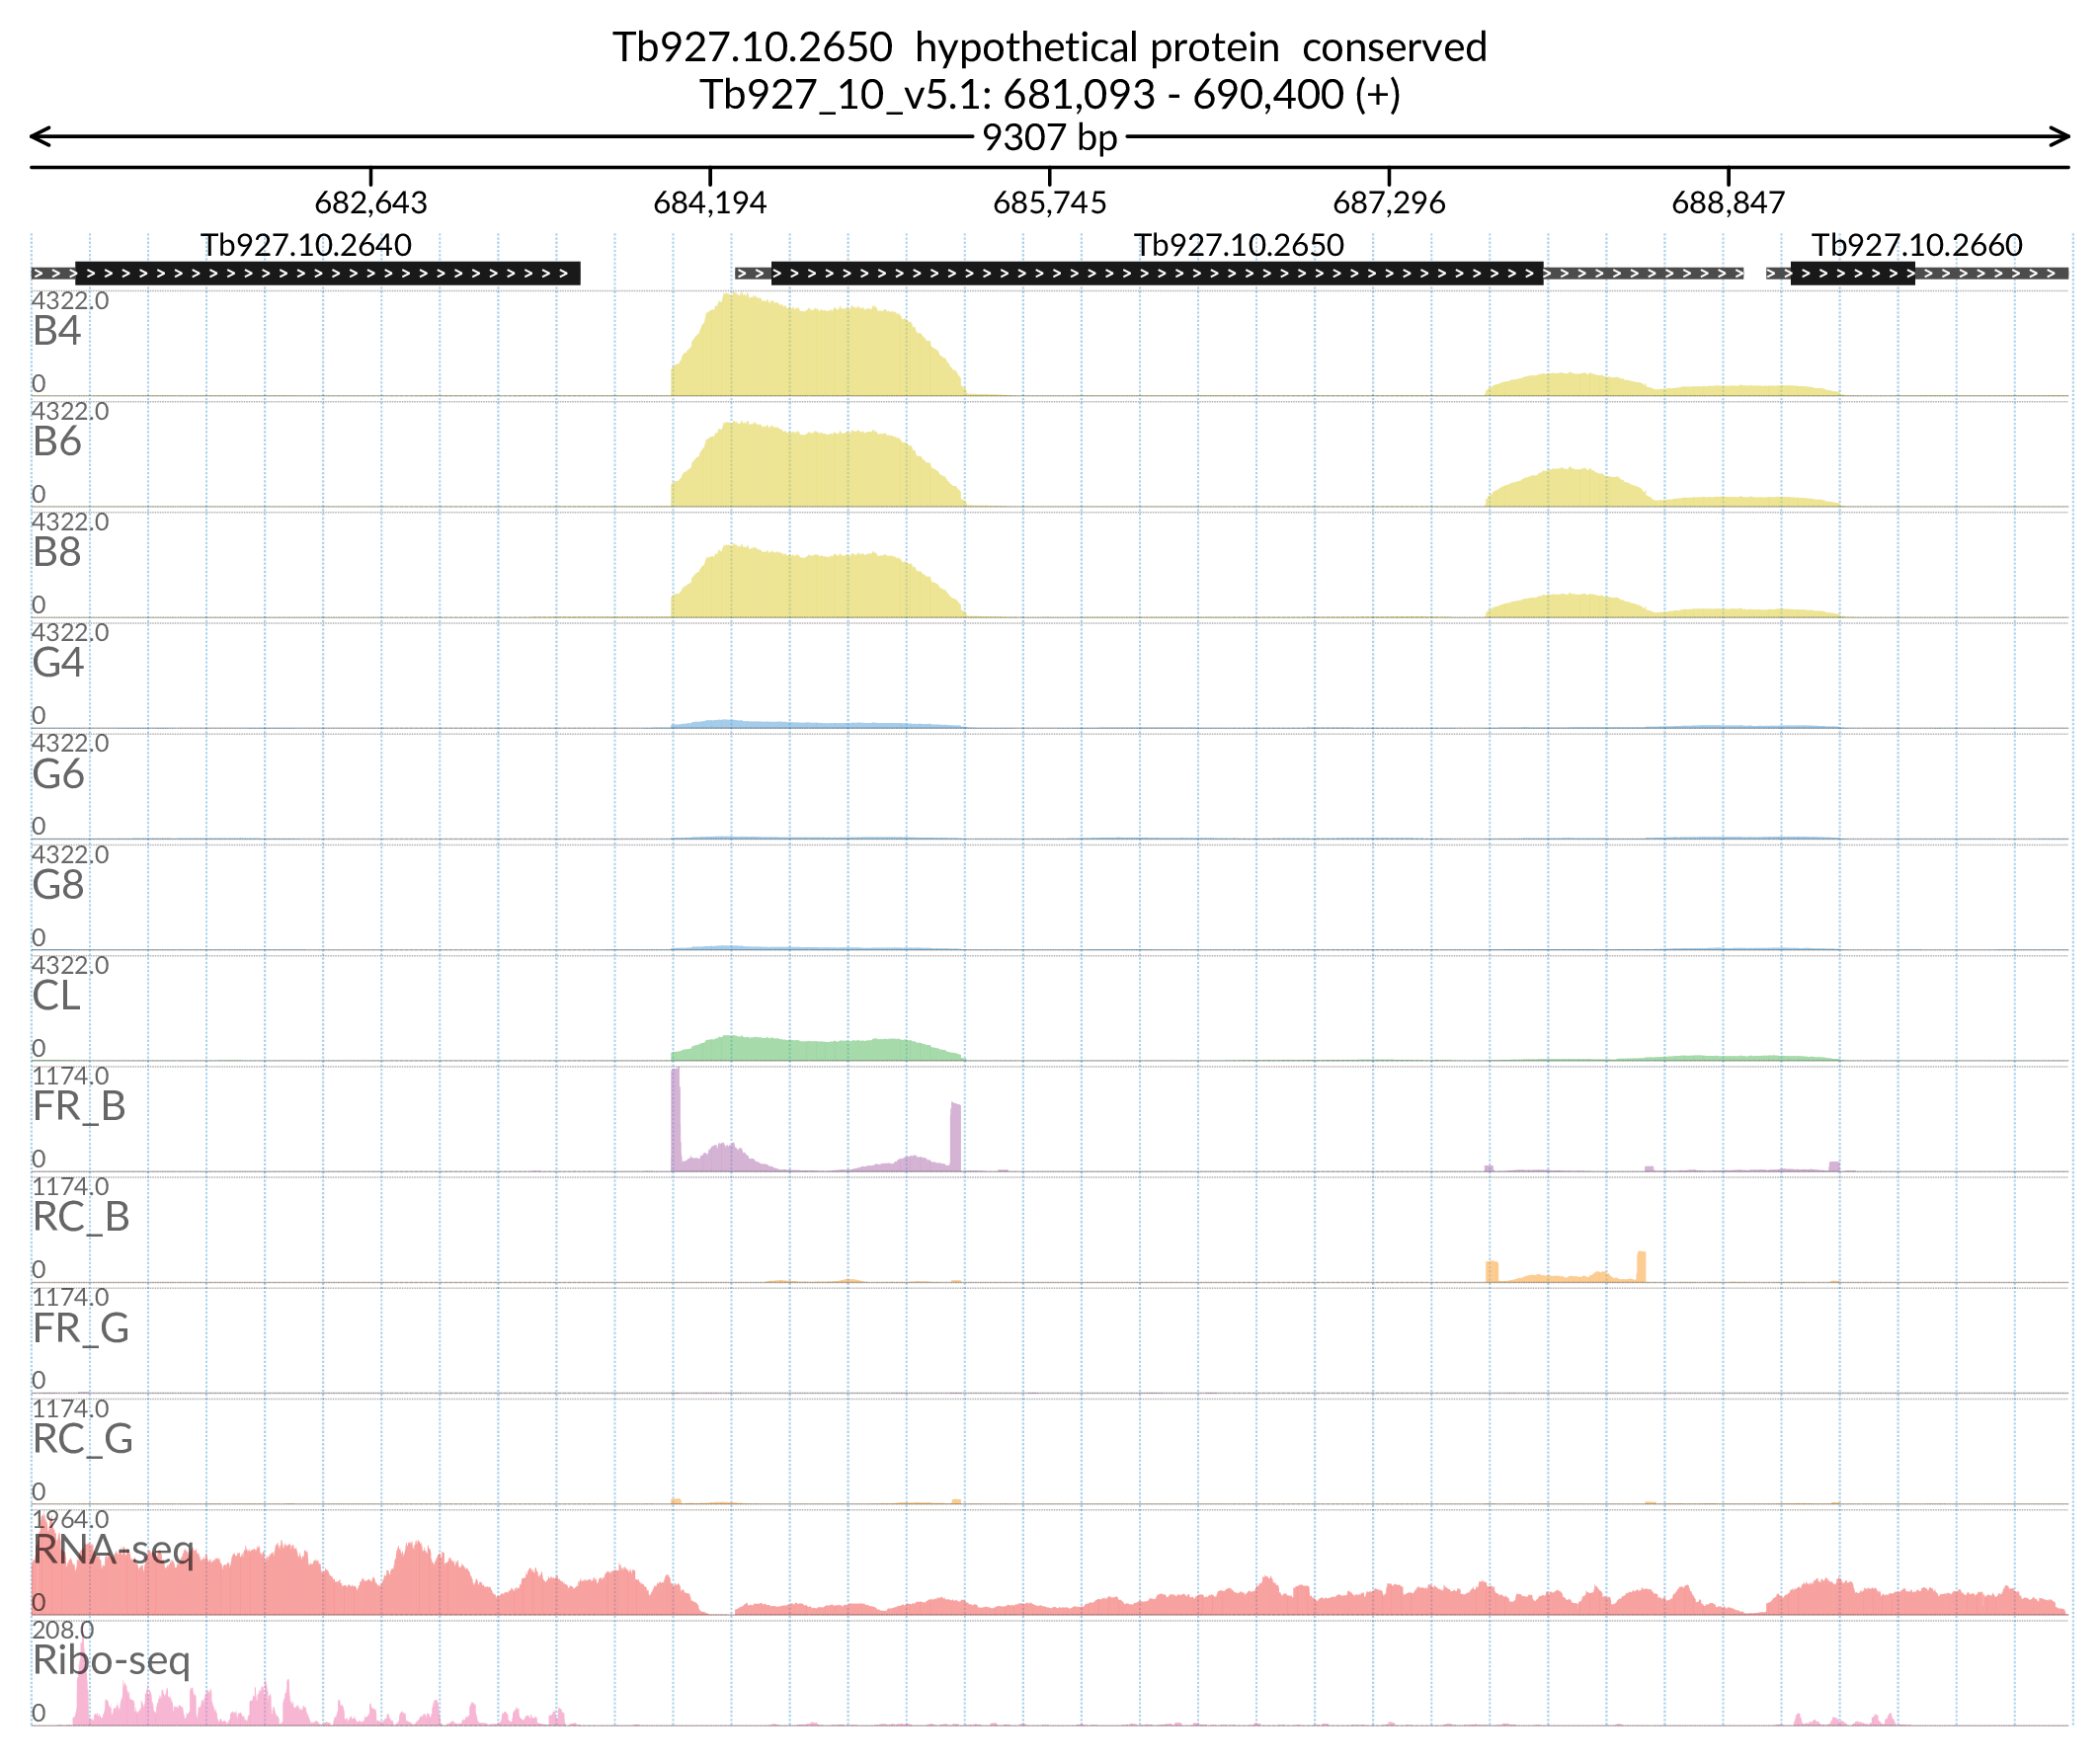 Tb927.10.2650 hypothetical protein conserved
Tb927_10_v5.1: 681,093 - 690,400 (+)
9307 bp
682,643 684,194 685,745 687,296 688,847
Tb927.10.2640 Tb927.10.2650 Tb927.10.2660
4322.0
B4
0
4322.0
B6
0
4322.0
B8
0
4322.0
G4
0
4322.0
G6
0
4322.0
G8
0
4322.0
CL
0
1174.0
FR_B
0
1174.0
RC_B
0
1174.0
FR_G
0
1174.0
RC_G
0
1964.0
RNA-seq
0
208.0
Ribo-seq
0